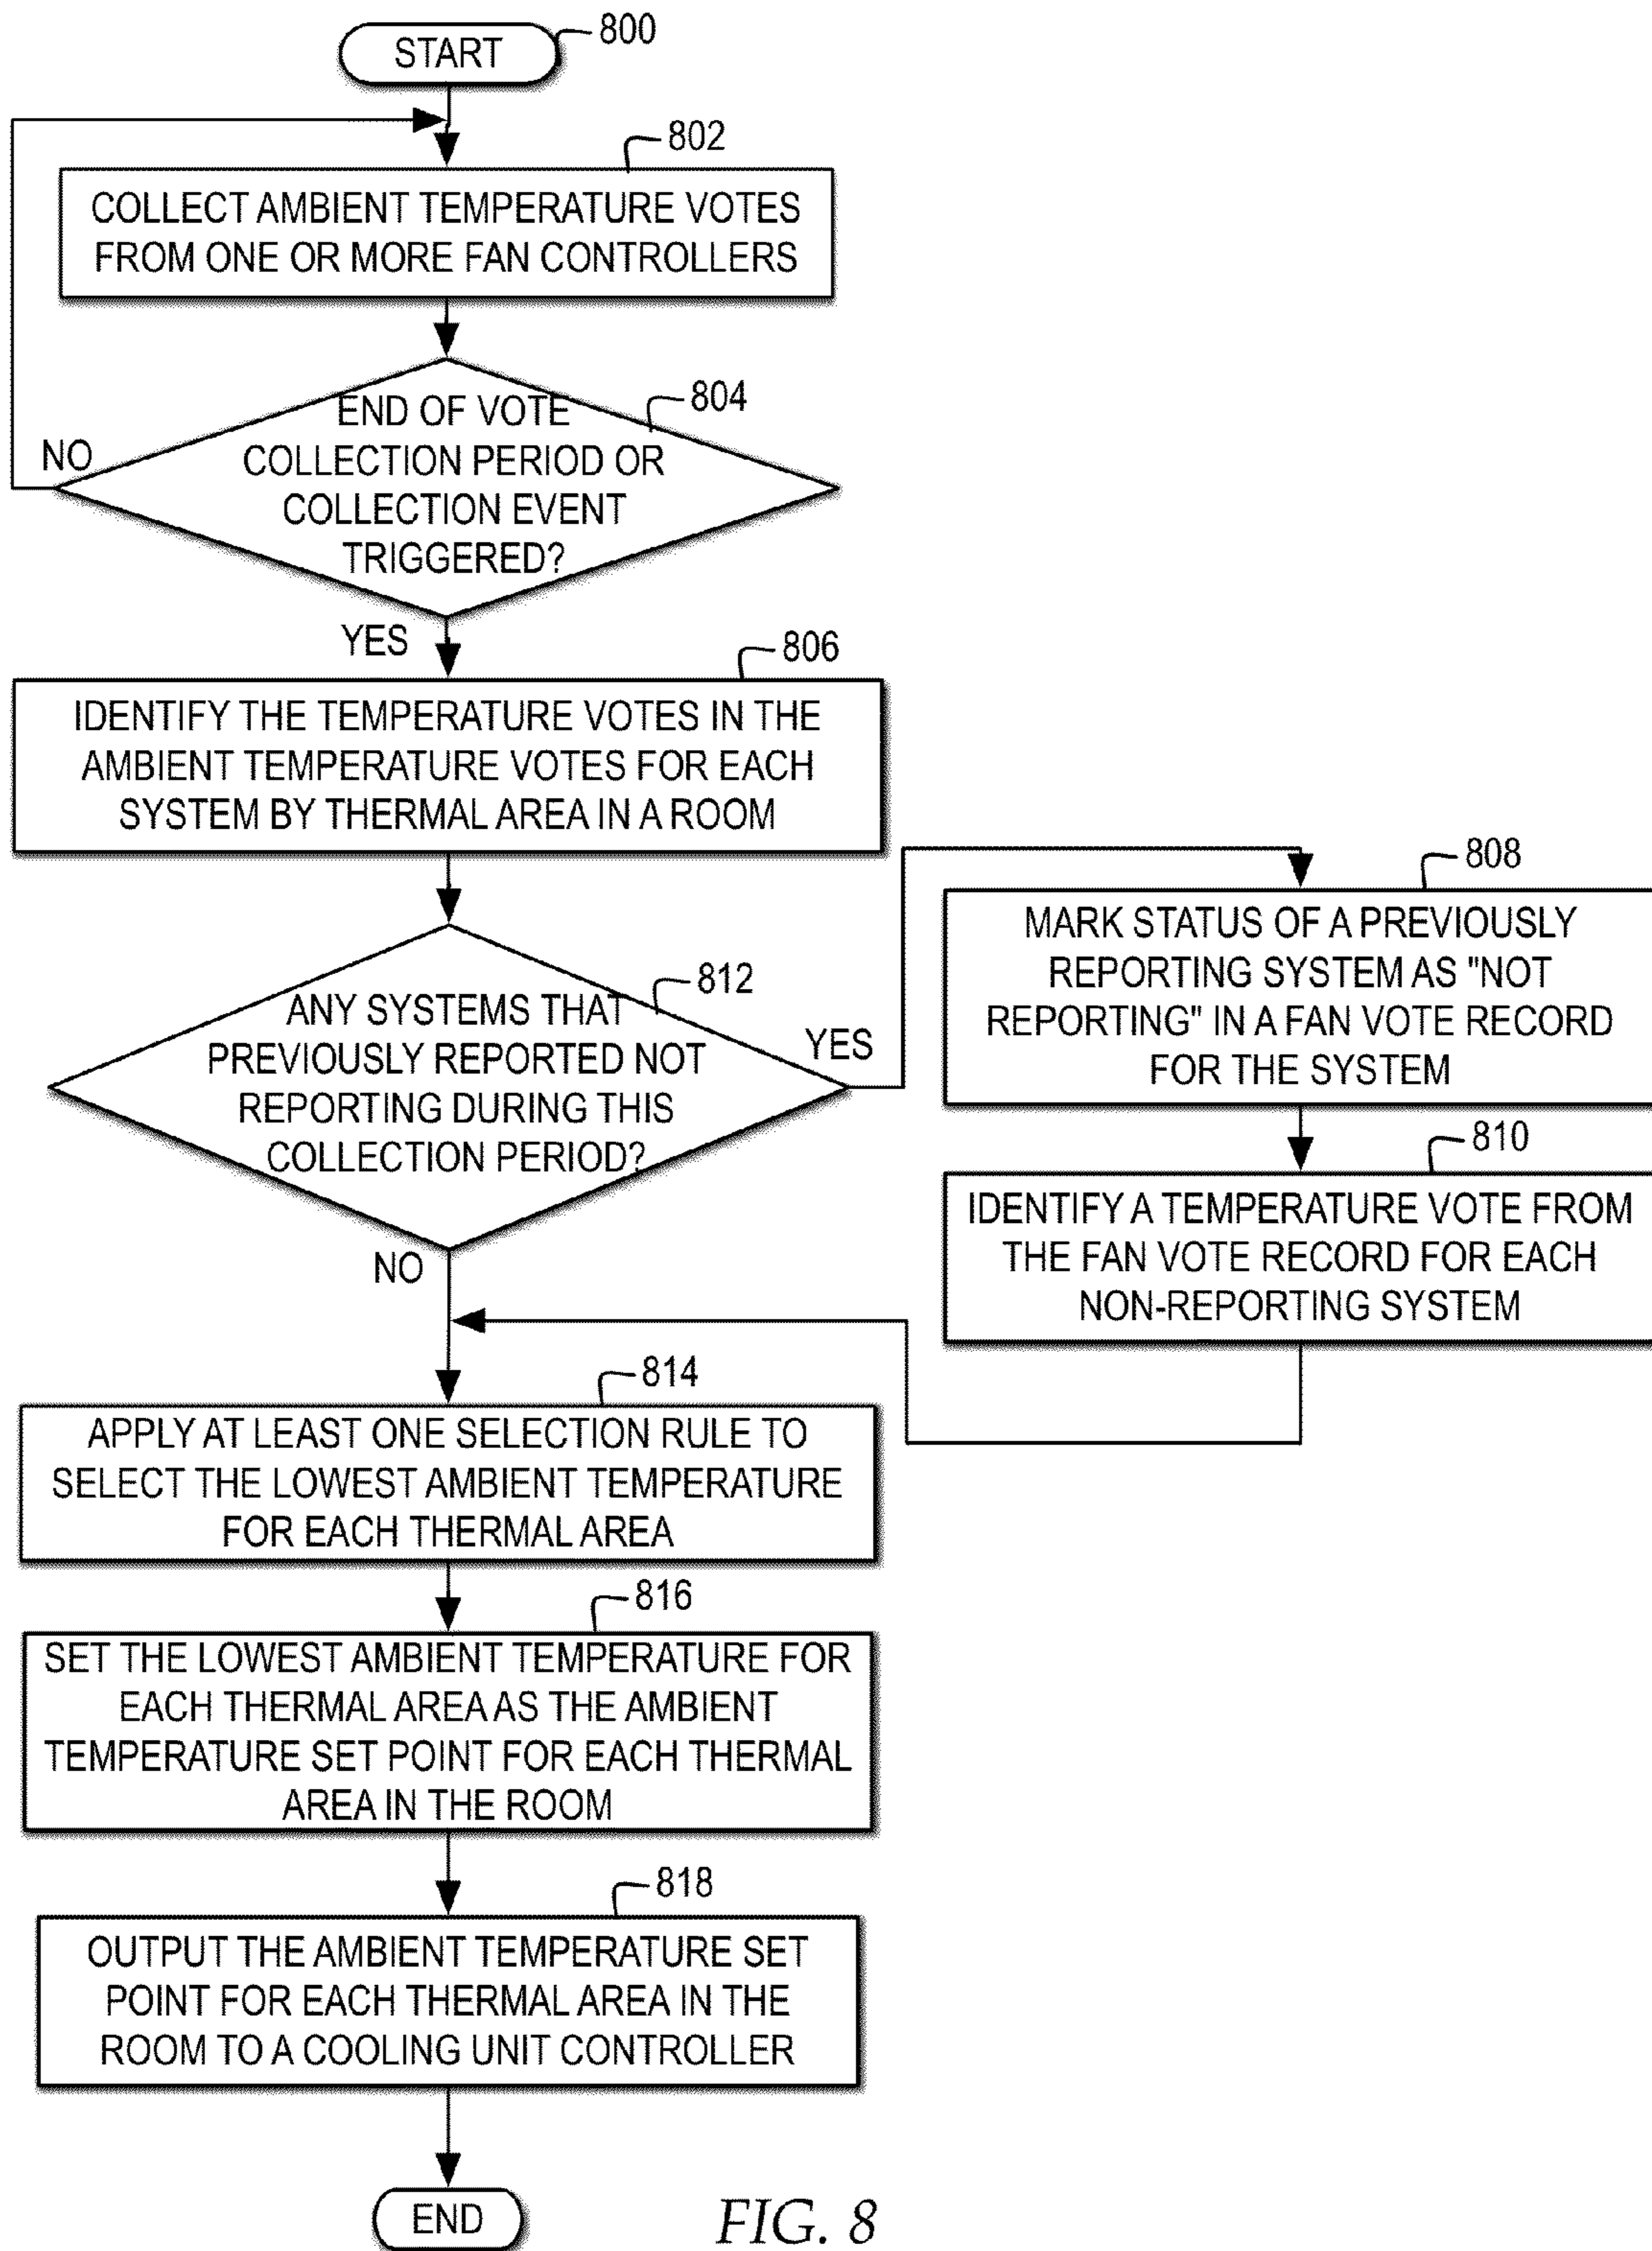 START
800
802
COLLECT AMBIENT TEMPERATURE VOTES
FROM ONE OR MORE FAN CONTROLLERS
804
END OF VOTE
COLLECTION PERIOD OR
COLLECTION EVENT
TRIGGERED?
NO
YES
806
IDENTIFY THE TEMPERATURE VOTES IN THE
AMBIENT TEMPERATURE VOTES FOR EACH
SYSTEM BY THERMAL AREA IN A ROOM
812
ANY SYSTEMS THAT
PREVIOUSLY REPORTED NOT
REPORTING DURING THIS
COLLECTION PERIOD?
YES
NO
808
MARK STATUS OF A PREVIOUSLY
REPORTING SYSTEM AS "NOT
REPORTING" IN A FAN VOTE RECORD
FOR THE SYSTEM
810
IDENTIFY A TEMPERATURE VOTE FROM
THE FAN VOTE RECORD FOR EACH
NON-REPORTING SYSTEM
814
APPLY AT LEAST ONE SELECTION RULE TO
SELECT THE LOWEST AMBIENT TEMPERATURE
FOR EACH THERMAL AREA
816
SET THE LOWEST AMBIENT TEMPERATURE FOR
EACH THERMAL AREA AS THE AMBIENT
TEMPERATURE SET POINT FOR EACH THERMAL
AREA IN THE ROOM
818
OUTPUT THE AMBIENT TEMPERATURE SET
POINT FOR EACH THERMAL AREA IN THE
ROOM TO A COOLING UNIT CONTROLLER
END
FIG. 8